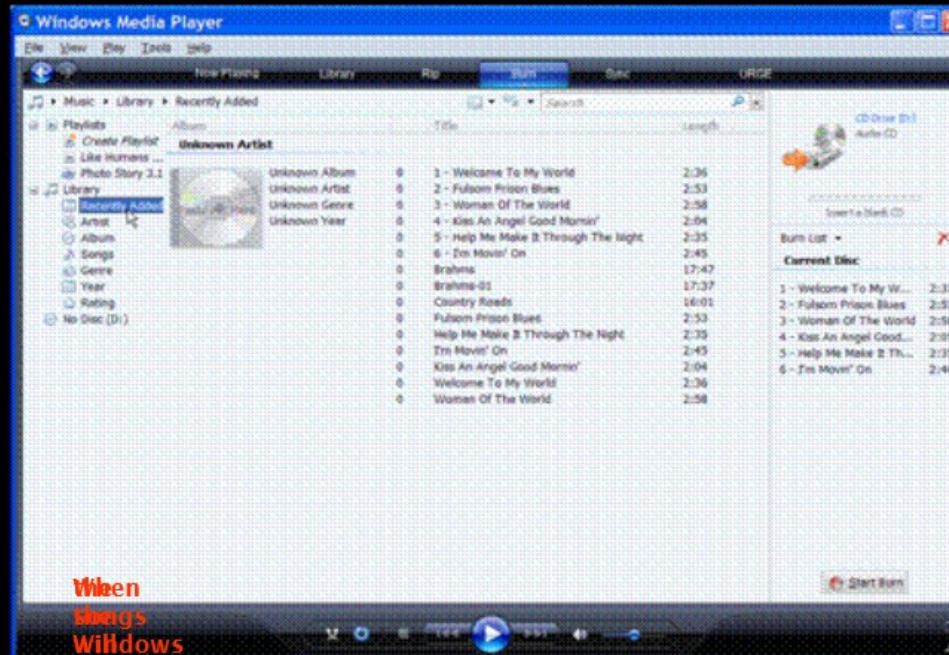 Windows Media Player
File View Play Tools Help
Now Playing Library Rip Burn Sync URGE
Music Library Recently Added Search
Playlists
Create Playlist
Like Humans ...
Photo Story 3.1
Library
Recently Added
Artist
Album
Songs
Genre
Year
Rating
No Disc (D:)
Album Title Length
Unknown Artist
Unknown Album
Unknown Artist
Unknown Genre
Unknown Year
1 - Welcome To My World 2:36
2 - Fulsom Prison Blues 2:53
3 - Woman Of The World 2:58
4 - Kiss An Angel Good Mornin' 2:04
5 - Help Me Make It Through The Night 2:35
6 - I'm Movin' On 2:45
Brahms 17:47
Brahms-01 17:37
Country Roads 16:01
Fulsom Prison Blues 2:53
Help Me Make It Through The Night 2:35
I'm Movin' On 2:45
Kiss An Angel Good Mornin' 2:04
Welcome To My World 2:36
Woman Of The World 2:58
CD Drive (D:)
Audio CD
Insert a blank CD
Burn List
Current Disc
1 - Welcome To My W...
2 - Fulsom Prison Blues
3 - Woman Of The World
4 - Kiss An Angel Good...
5 - Help Me Make It Th...
6 - I'm Movin' On
Start Burn